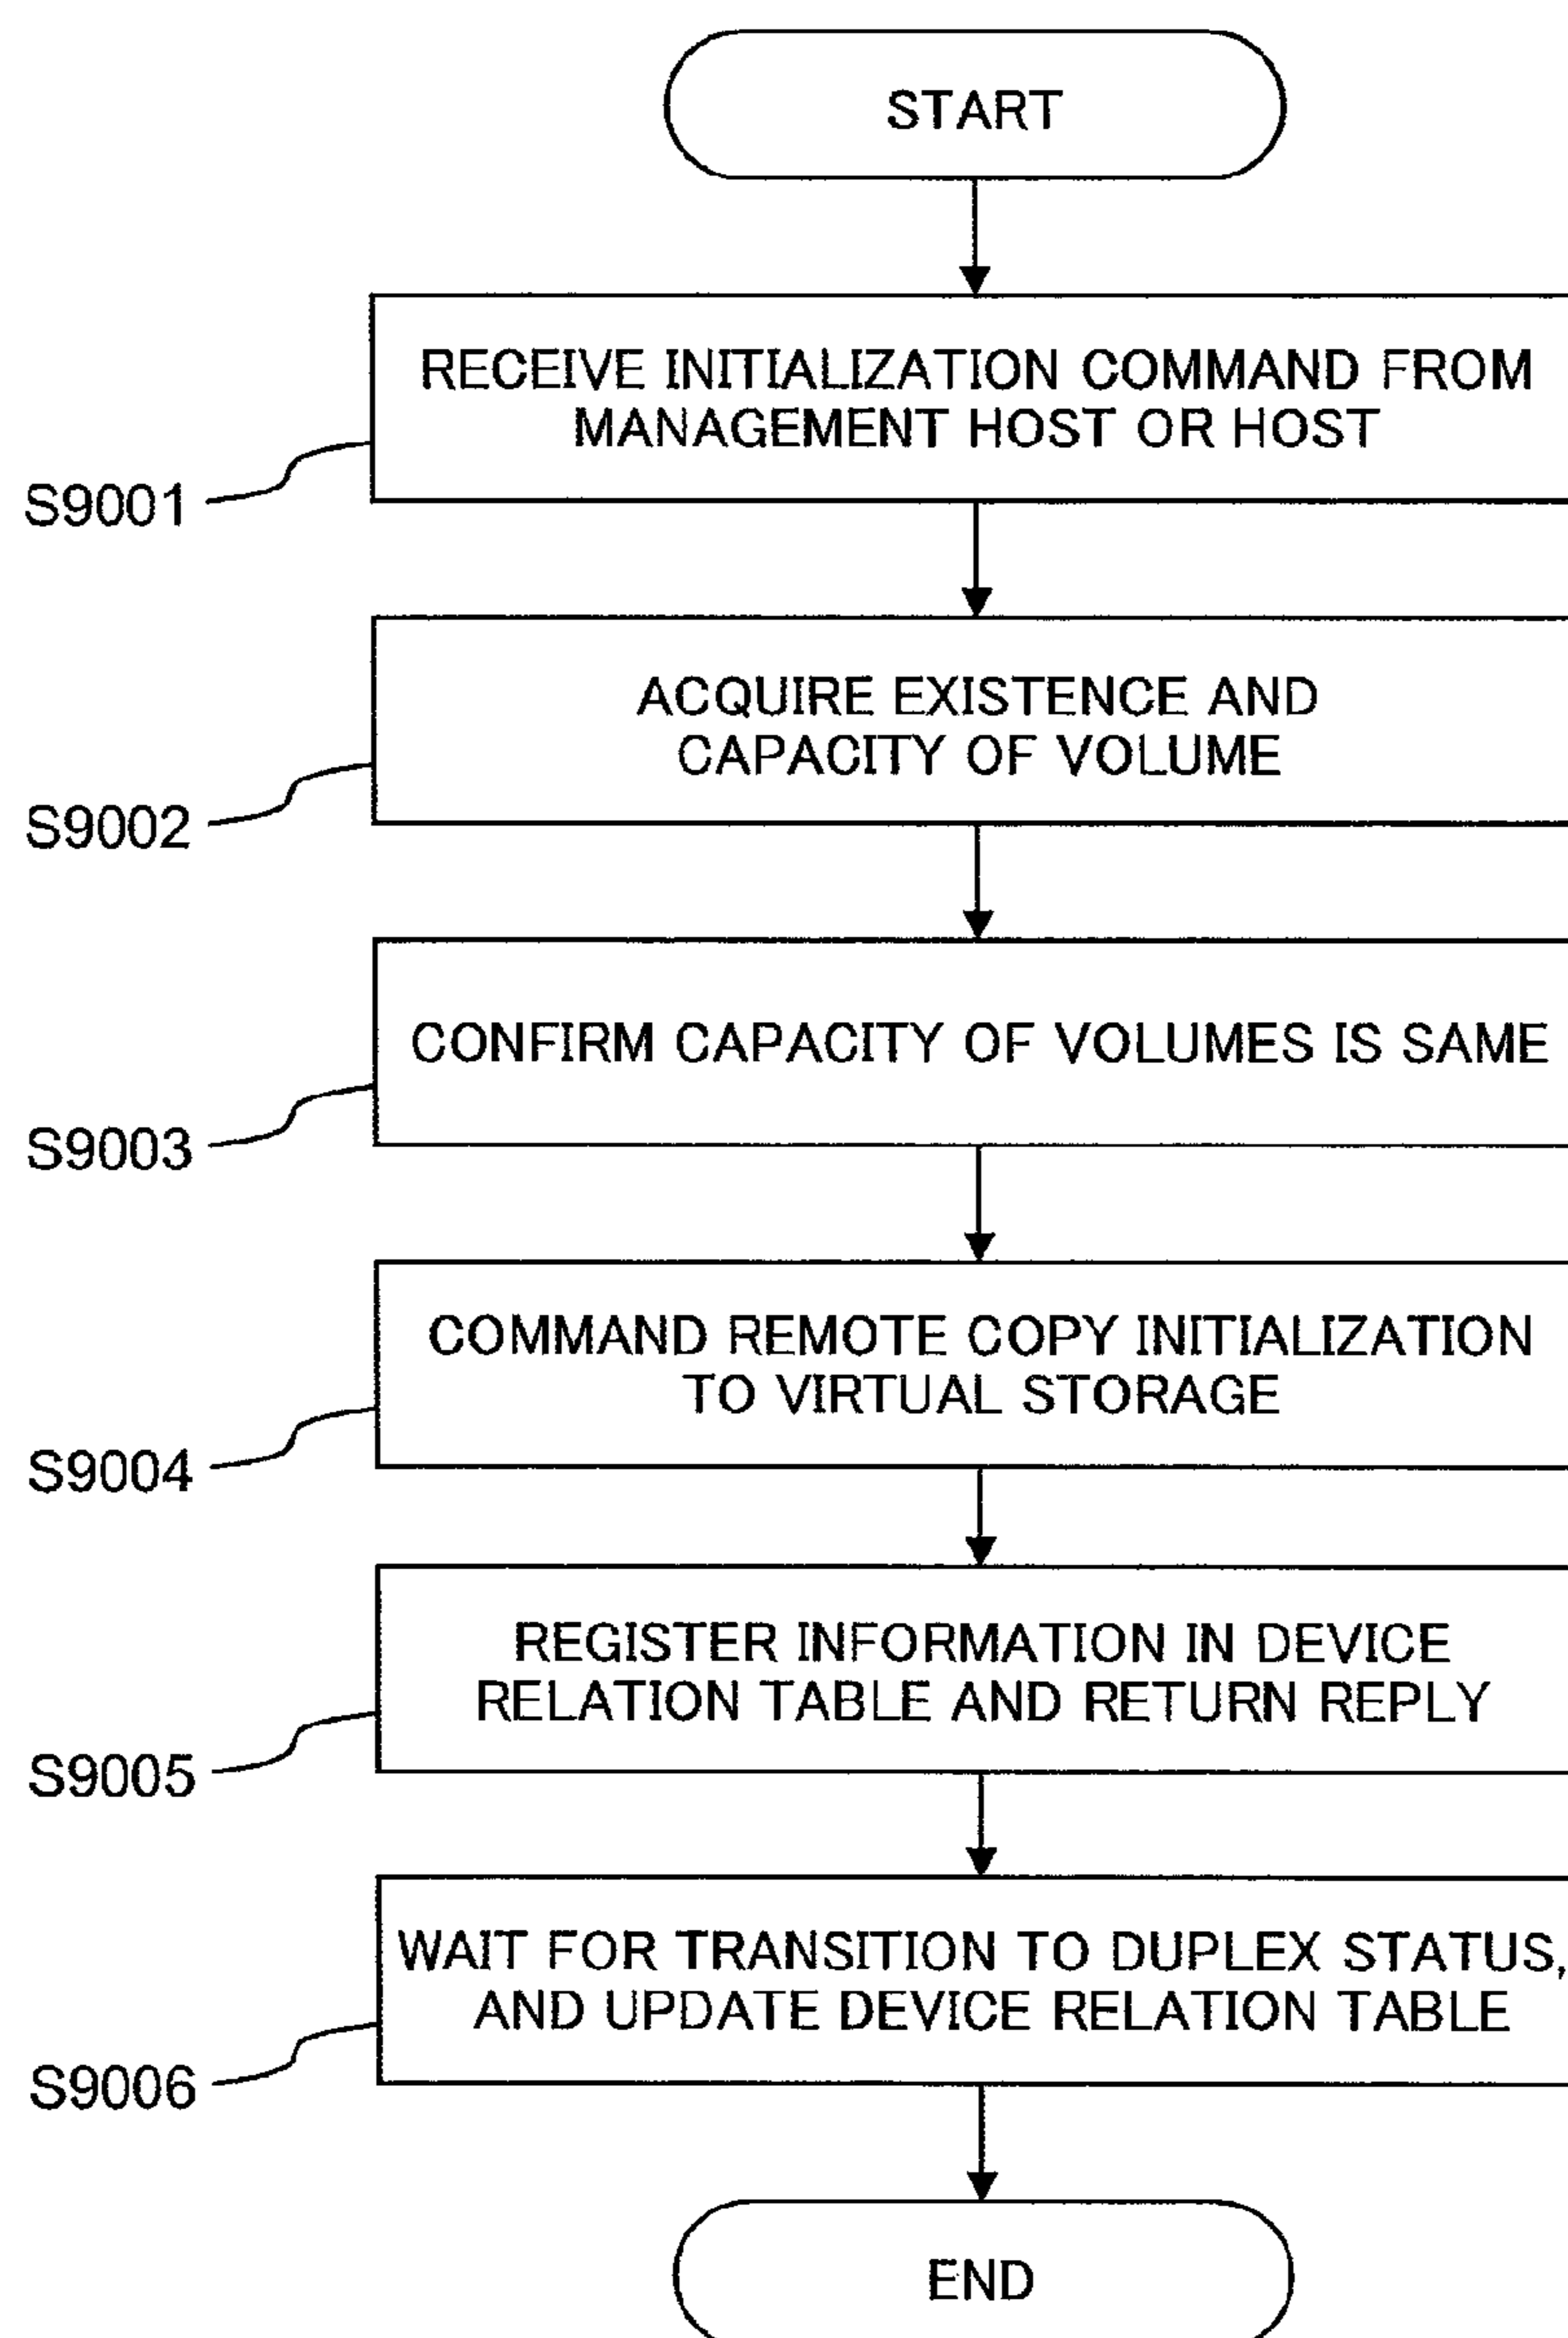 START
RECEIVE INITIALIZATION COMMAND FROM
MANAGEMENT HOST OR HOST
S9001
ACQUIRE EXISTENCE AND
CAPACITY OF VOLUME
S9002
CONFIRM CAPACITY OF VOLUMES IS SAME
S9003
COMMAND REMOTE COPY INITIALIZATION
TO VIRTUAL STORAGE
S9004
REGISTER INFORMATION IN DEVICE
RELATION TABLE AND RETURN REPLY
S9005
WAIT FOR TRANSITION TO DUPLEX STATUS,
AND UPDATE DEVICE RELATION TABLE
S9006
END